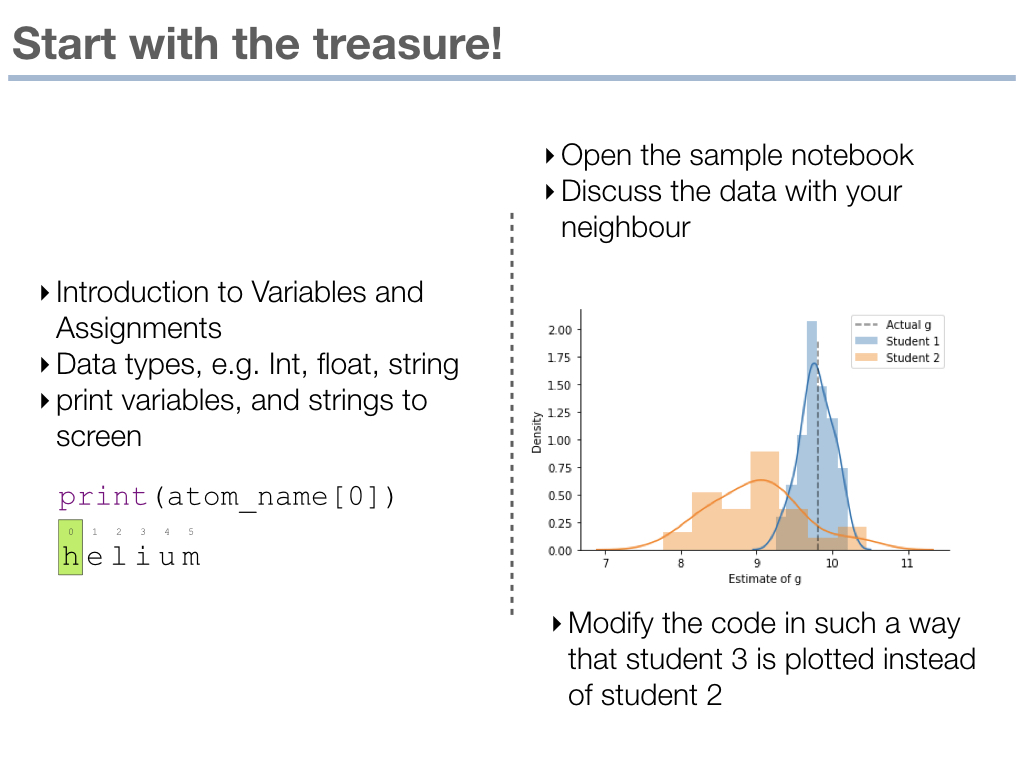 Start with the treasure!
▸ Introduction to Variables and
Assignments
▸ Data types, e.g. Int, float, string
▸ print variables, and strings to
screen
print(atom_name[0])
0 1 2 3 4 5
helium
▸ Open the sample notebook
▸ Discuss the data with your
neighbour
Actual g
Student 1
Student 2
2.00
1.75
1.50
1.25
1.00
0.75
0.50
0.25
0.00
Density
7 8 9 10 11
Estimate of g
▸ Modify the code in such a way
that student 3 is plotted instead
of student 2